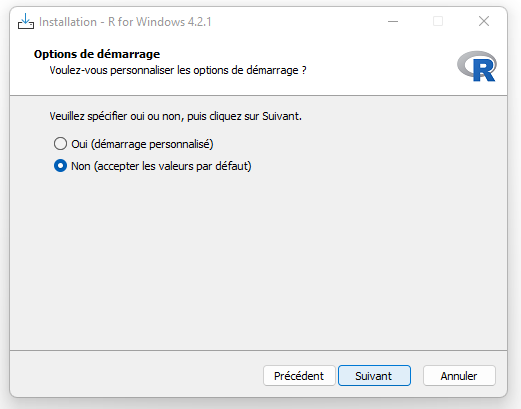 Installation - R for Windows 4.2.1
Options de démarrage
Voulez-vous personnaliser les options de démarrage ?
R
Veuillez spécifier oui ou non, puis cliquez sur Suivant.
Oui (démarrage personnalisé)
Non (accepter les valeurs par défaut)
Précédent Suivant Annuler